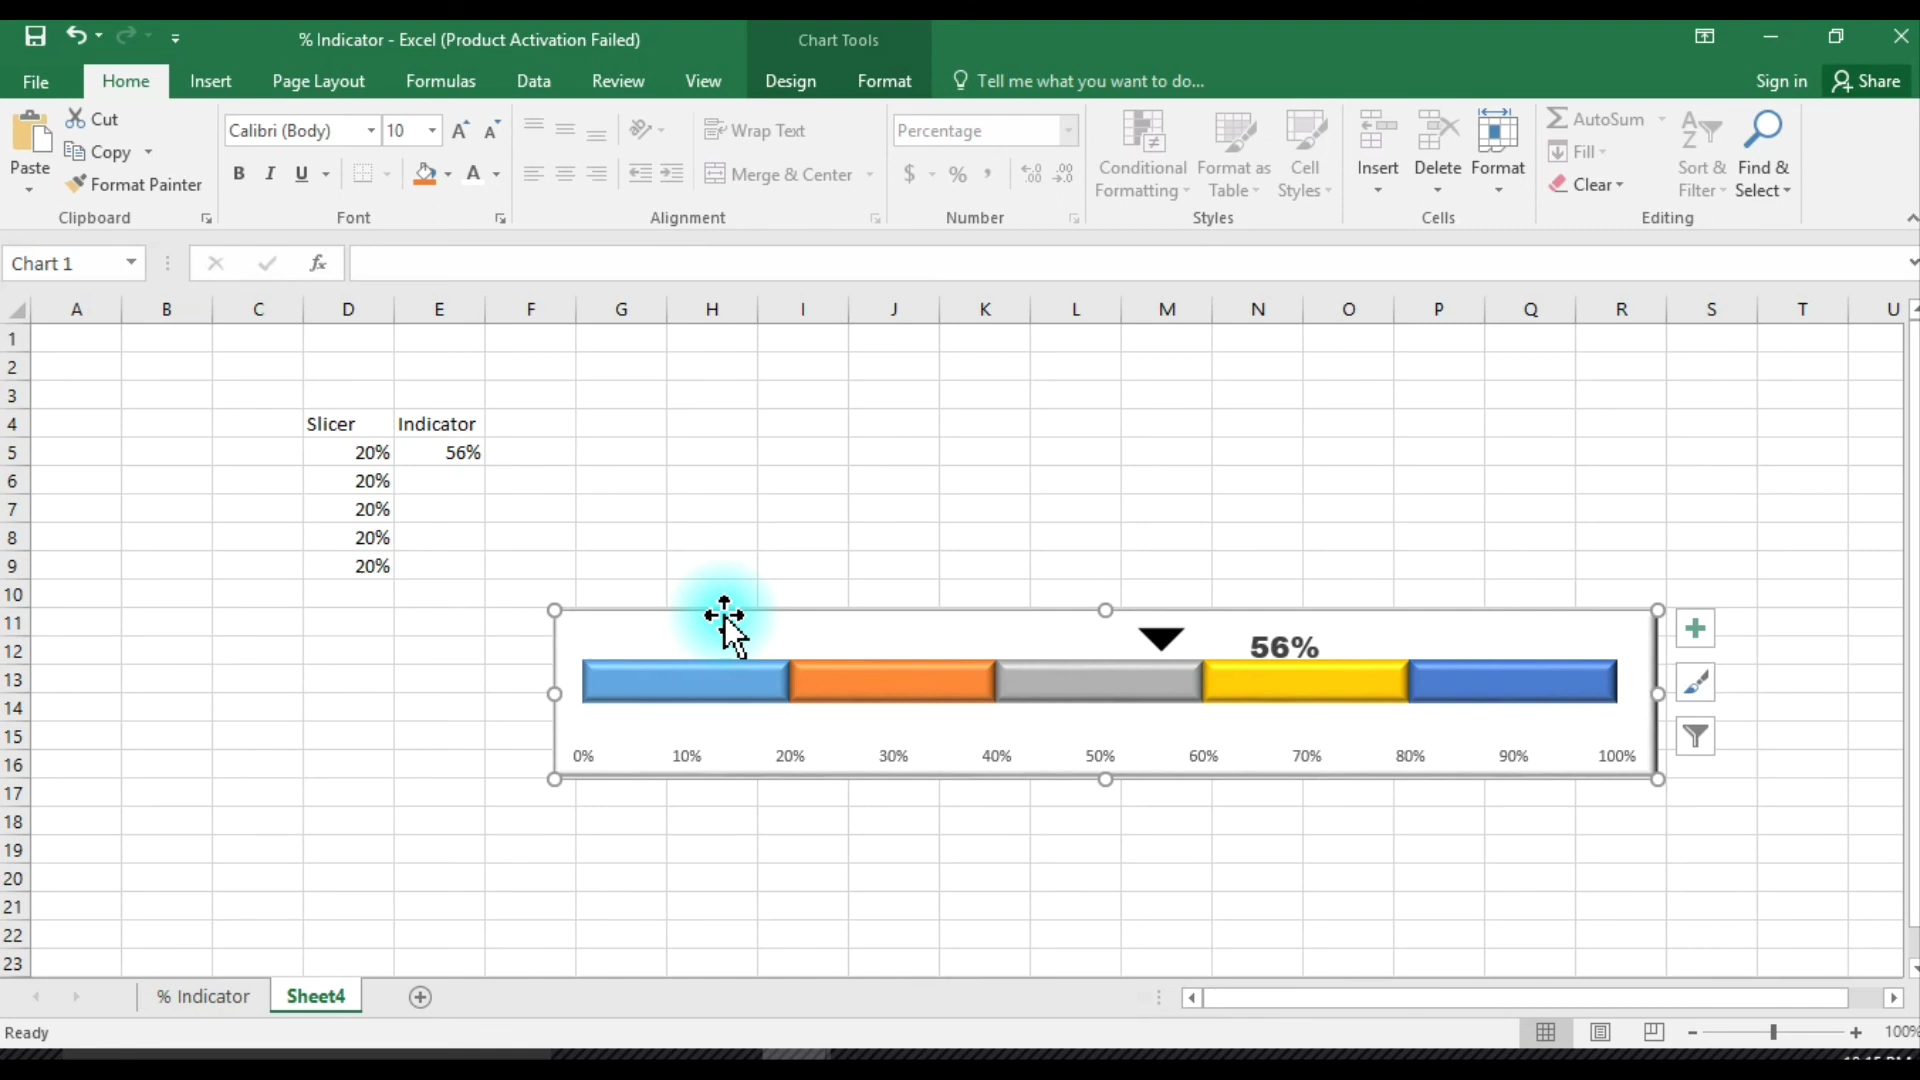 % Indicator - Excel (Product Activation Failed)
Chart Tools
File Home Insert Page Layout Formulas Data Review View Design Format Tell me what you want to do... Sign in Share
Paste
Cut
Copy
Format Painter
Clipboard
Calibri (Body) 10
B I U
Font
Wrap Text
Merge & Center
Alignment
Percentage
$ % ,
Number
Conditional Formatting
Format as Table
Cell Styles
Styles
Insert Delete Format
Cells
AutoSum
Fill
Clear
Sort & Filter
Find & Select
Editing
Chart 1
fx
A B C D E F G H I J K L M N O P Q R S T U
1
2
3
4 Slicer Indicator
5 20% 56%
6 20%
7 20%
8 20%
9 20%
10
11
12 56%
13
14
15
16 0% 10% 20% 30% 40% 50% 60% 70% 80% 90% 100%
17
18
19
20
21
22
23
% Indicator Sheet4
Ready
100%